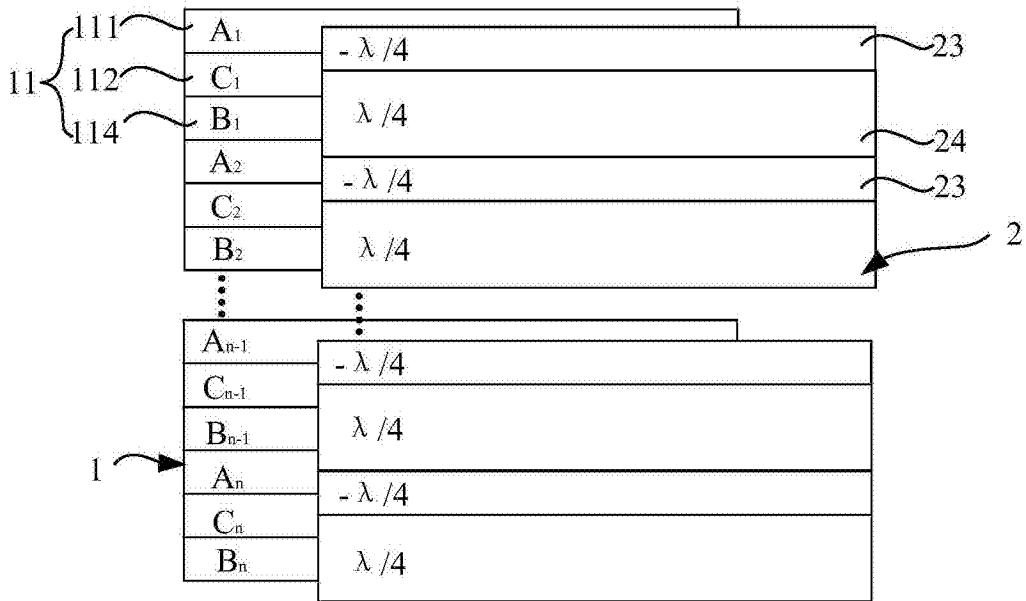 111 A₁ - λ/4 23
11 112 C₁
114 B₁ λ/4 24
A₂ - λ/4 23
C₂
B₂ λ/4 2
Aₙ₋₁ - λ/4
Cₙ₋₁
Bₙ₋₁ λ/4
1 Aₙ - λ/4
Cₙ
Bₙ λ/4